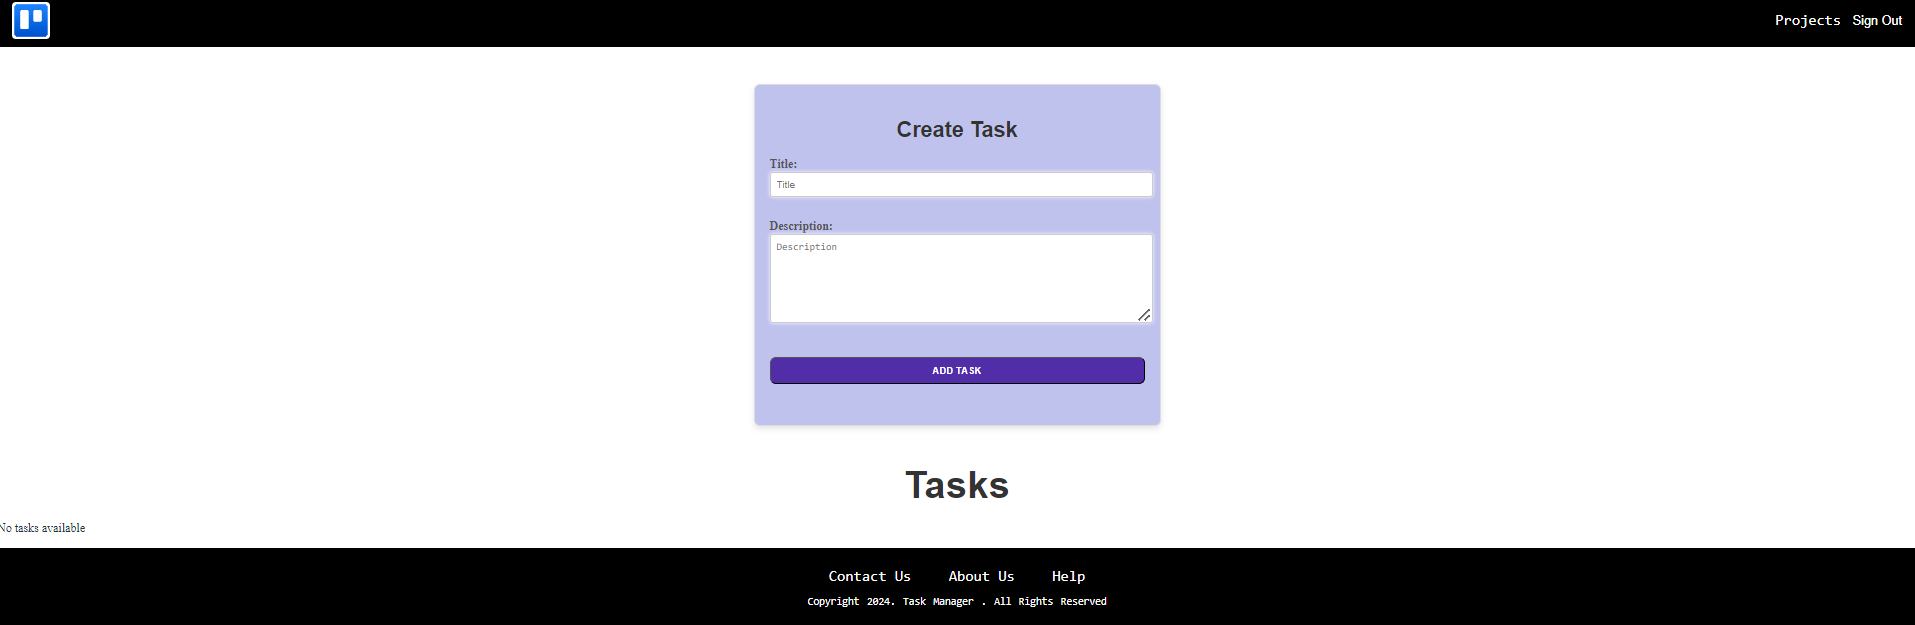 Projects Sign Out
Create Task
Title:
Title
Description:
Description
ADD TASK
Tasks
No tasks available
Contact Us About Us Help
Copyright 2024. Task Manager . All Rights Reserved